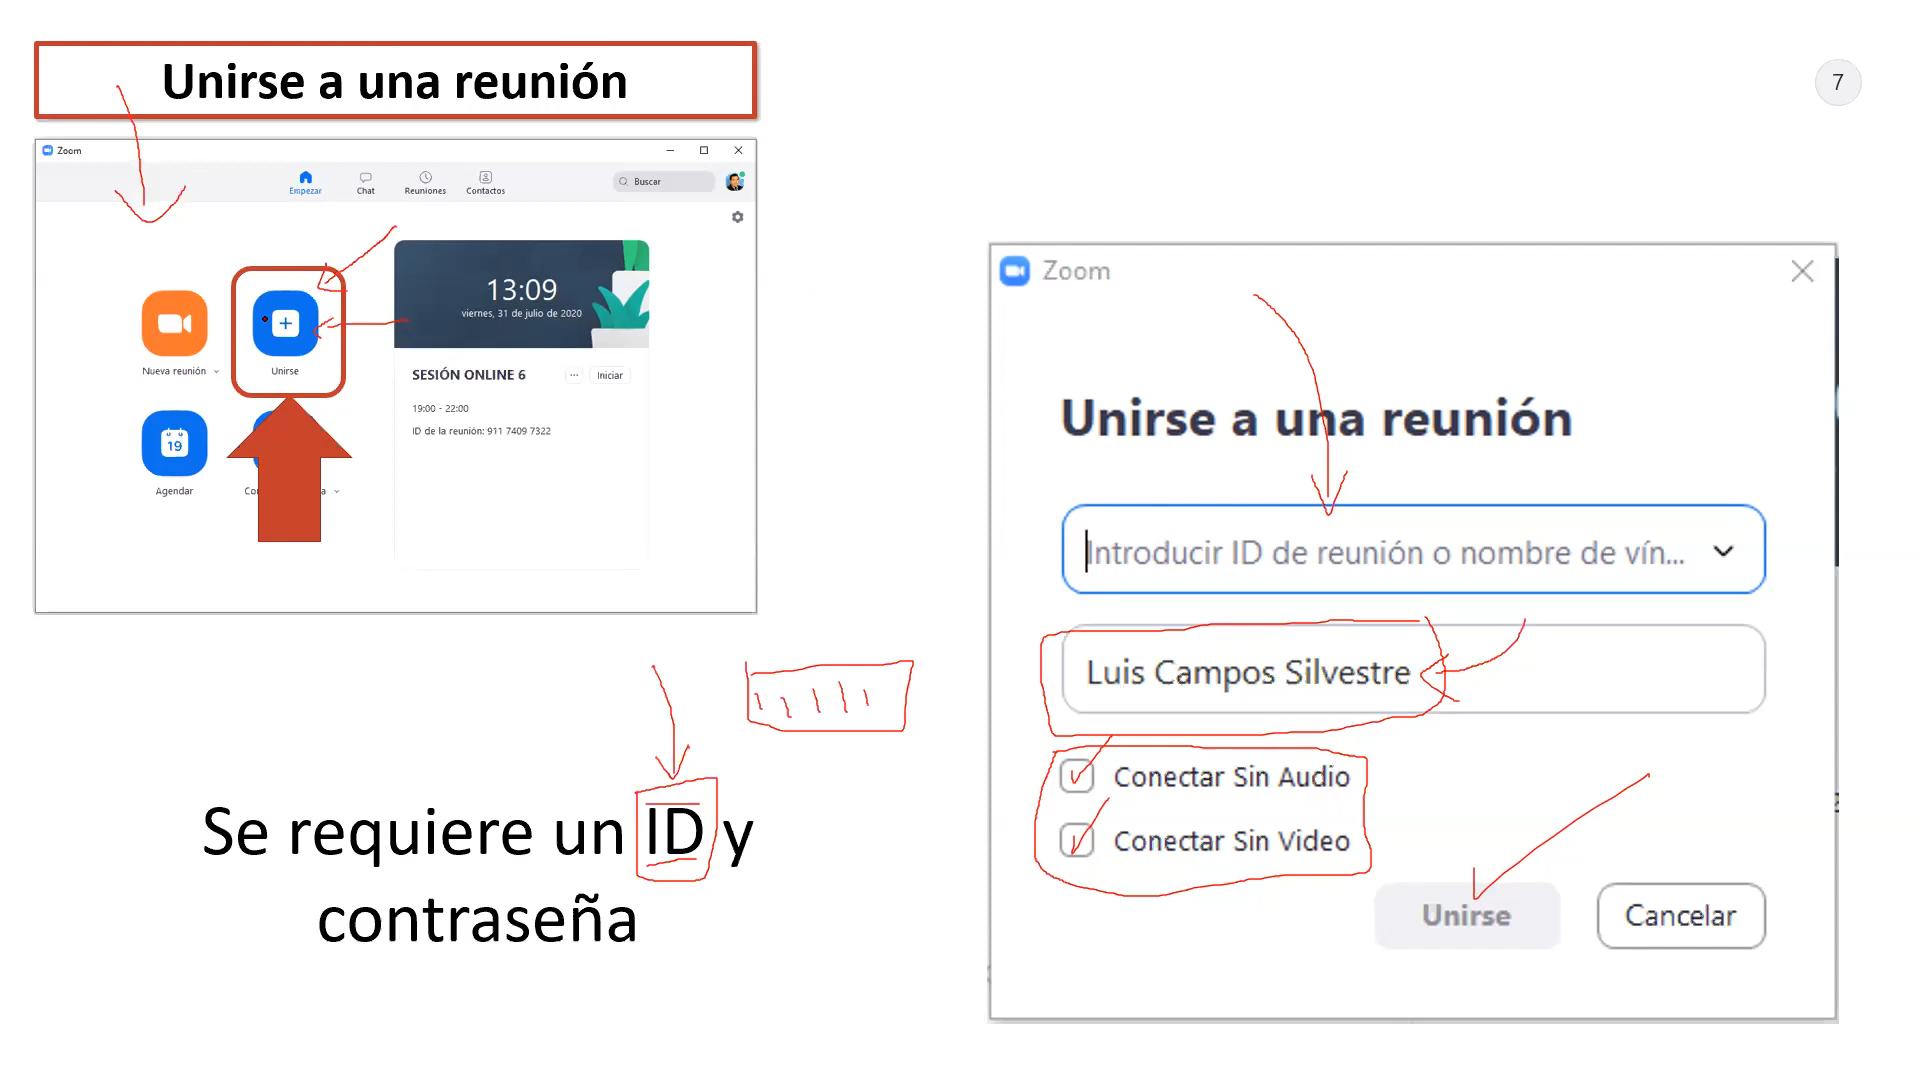 Unirse a una reunión
7
Zoom
Empezar
Chat
Reuniones
Contactos
Buscar
13:09
viernes, 31 de julio de 2020
Nueva reunión
Unirse
SESIÓN ONLINE 6
Iniciar
19:00 - 22:00
ID de la reunión: 911 7409 7322
19
Agendar
Zoom
Unirse a una reunión
Introducir ID de reunión o nombre de vín...
Luis Campos Silvestre
Conectar Sin Audio
Conectar Sin Video
Unirse
Cancelar
Se requiere un ID y
contraseña